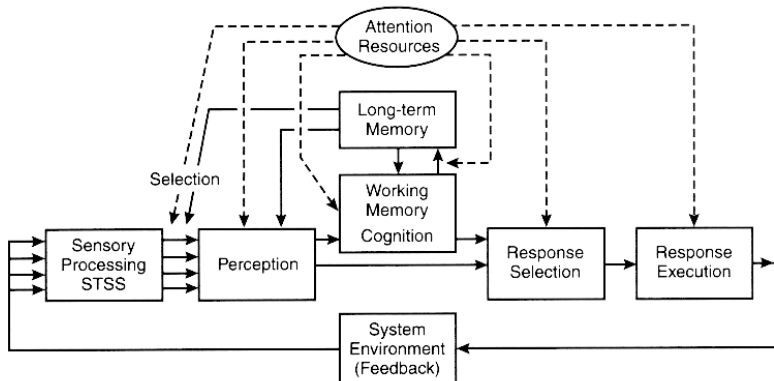 Attention
Resources
Long-term
Memory
Selection
Working
Memory
Cognition
Sensory
Processing
STSS
Perception
Response
Selection
Response
Execution
System
Environment
(Feedback)